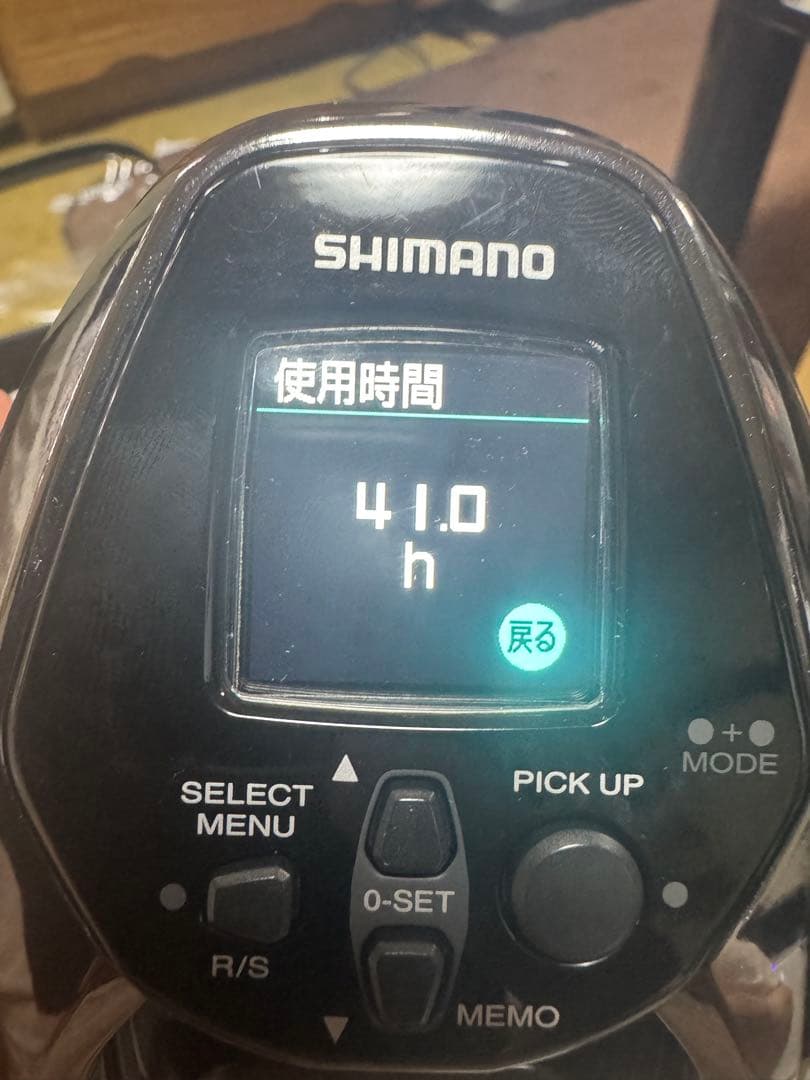 SHIMANO
使用時間
41.0
h
戻る
●+●
MODE
▲
PICK UP
SELECT
MENU
0-SET
R/S
MEMO
▼